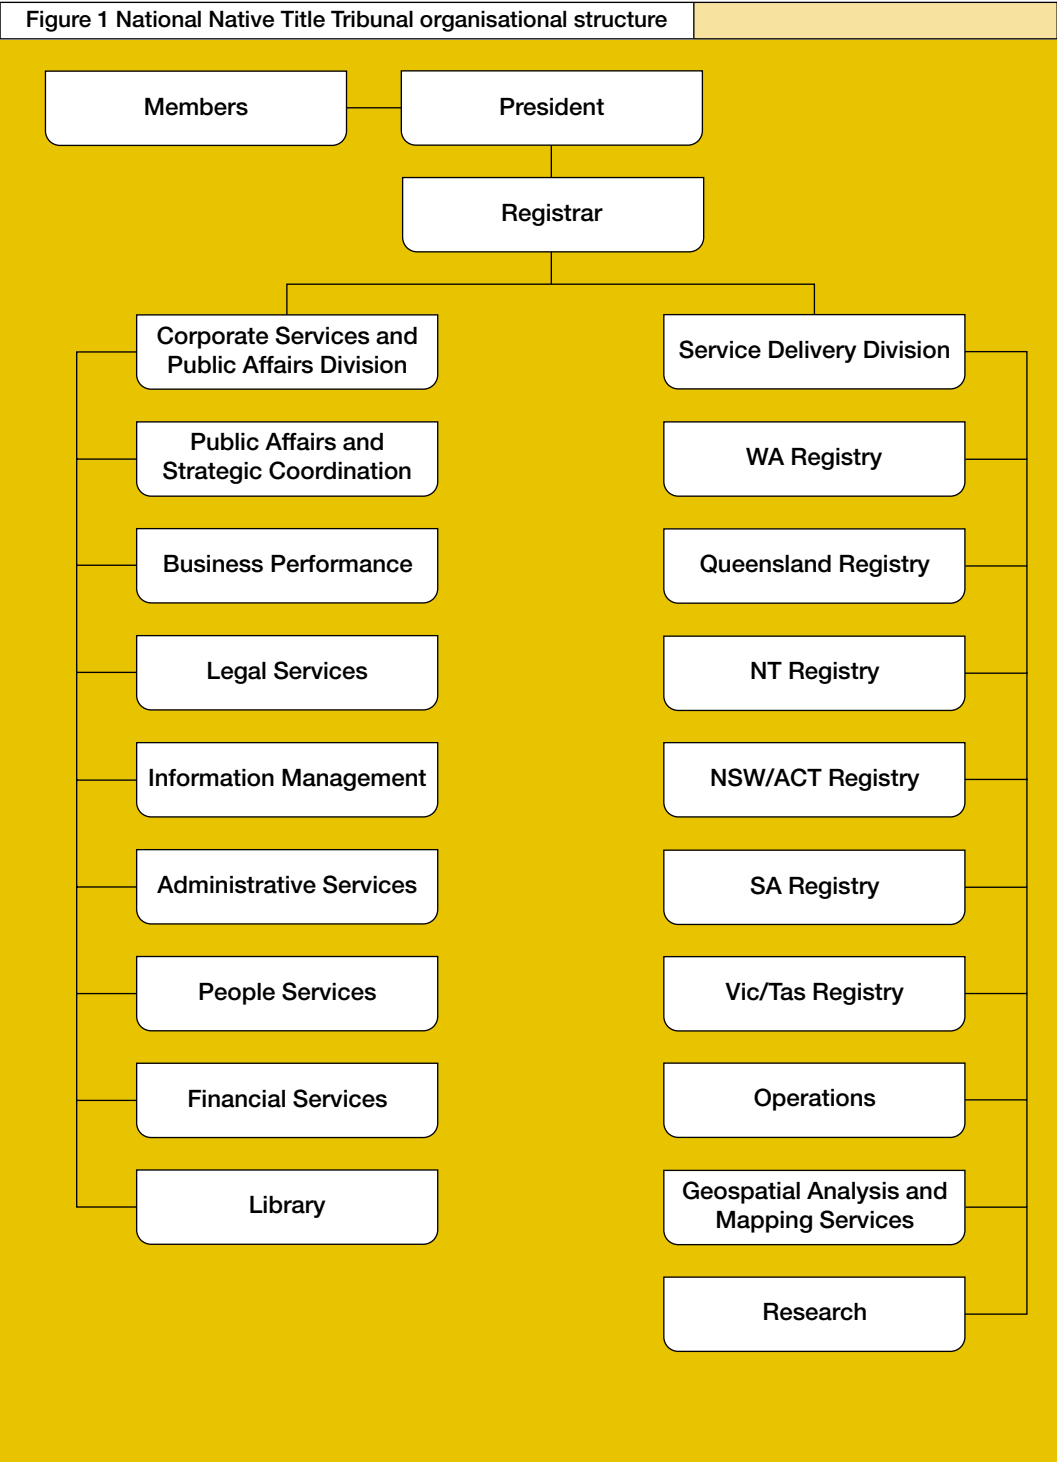 Figure 1 National Native Title Tribunal organisational structure
Members
President
Registrar
Corporate Services and
Public Affairs Division
Public Affairs and
Strategic Coordination
Business Performance
Legal Services
Information Management
Administrative Services
People Services
Financial Services
Library
Service Delivery Division
WA Registry
Queensland Registry
NT Registry
NSW/ACT Registry
SA Registry
Vic/Tas Registry
Operations
Geospatial Analysis and
Mapping Services
Research